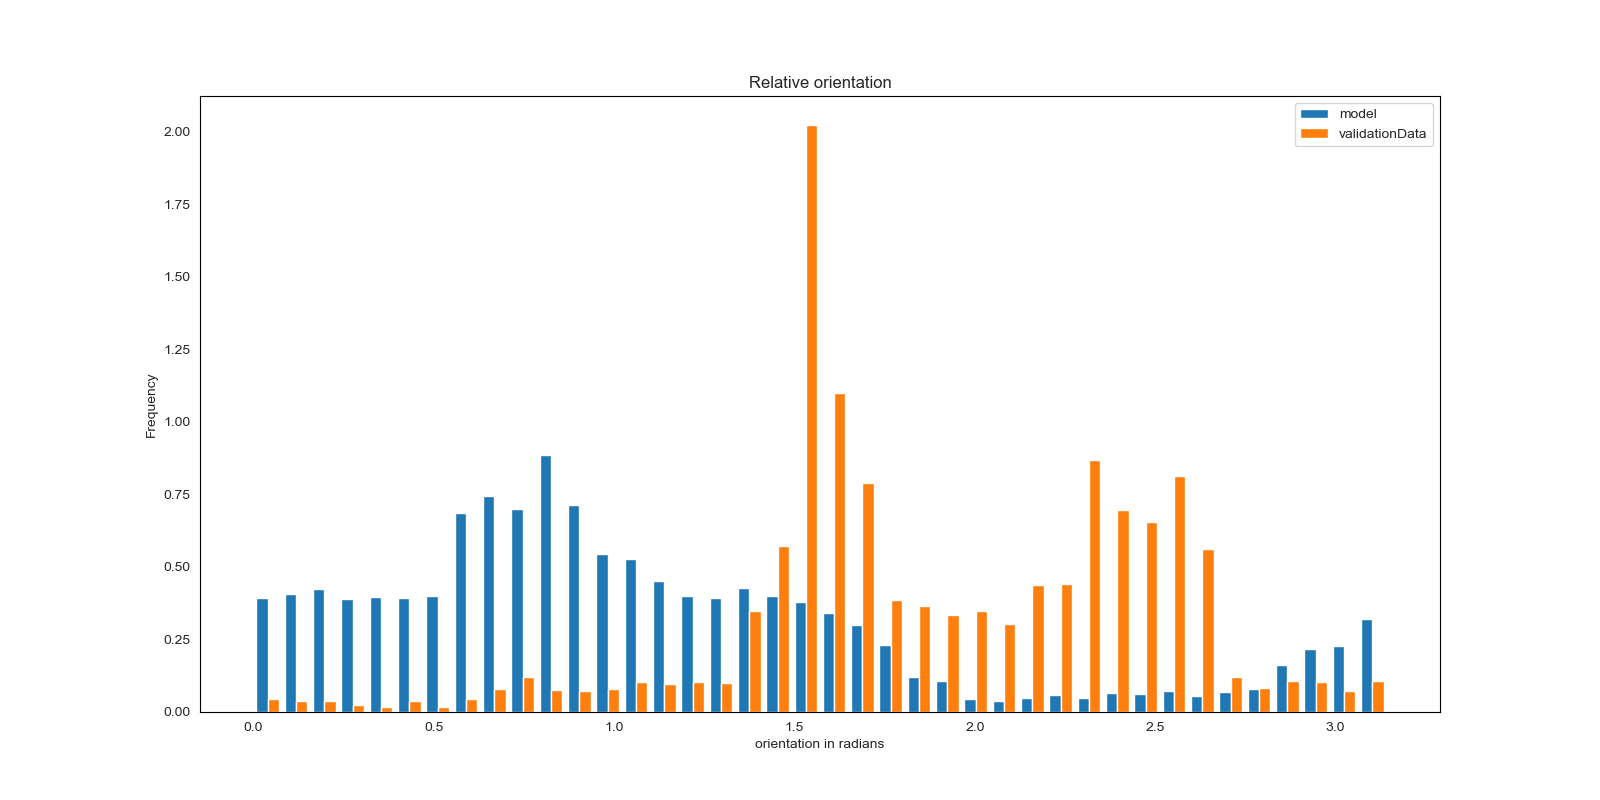 Relative orientation
model
validationData
Frequency
2.00
1.75
1.50
1.25
1.00
0.75
0.50
0.25
0.00
0.0 0.5 1.0 1.5 2.0 2.5 3.0
orientation in radians